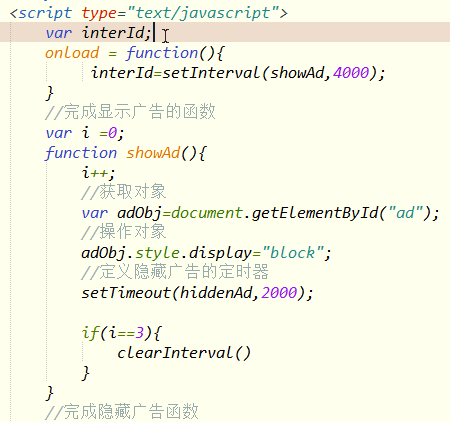 <script type="text/javascript">
var interId;
onload = function(){
interId=setInterval(showAd,4000);
}
//完成显示广告的函数
var i =0;
function showAd(){
i++;
//获取对象
var adObj=document.getElementById("ad");
//操作对象
adObj.style.display="block";
//定义隐藏广告的定时器
setTimeout(hiddenAd,2000);
if(i==3){
clearInterval()
}
}
//完成隐藏广告函数